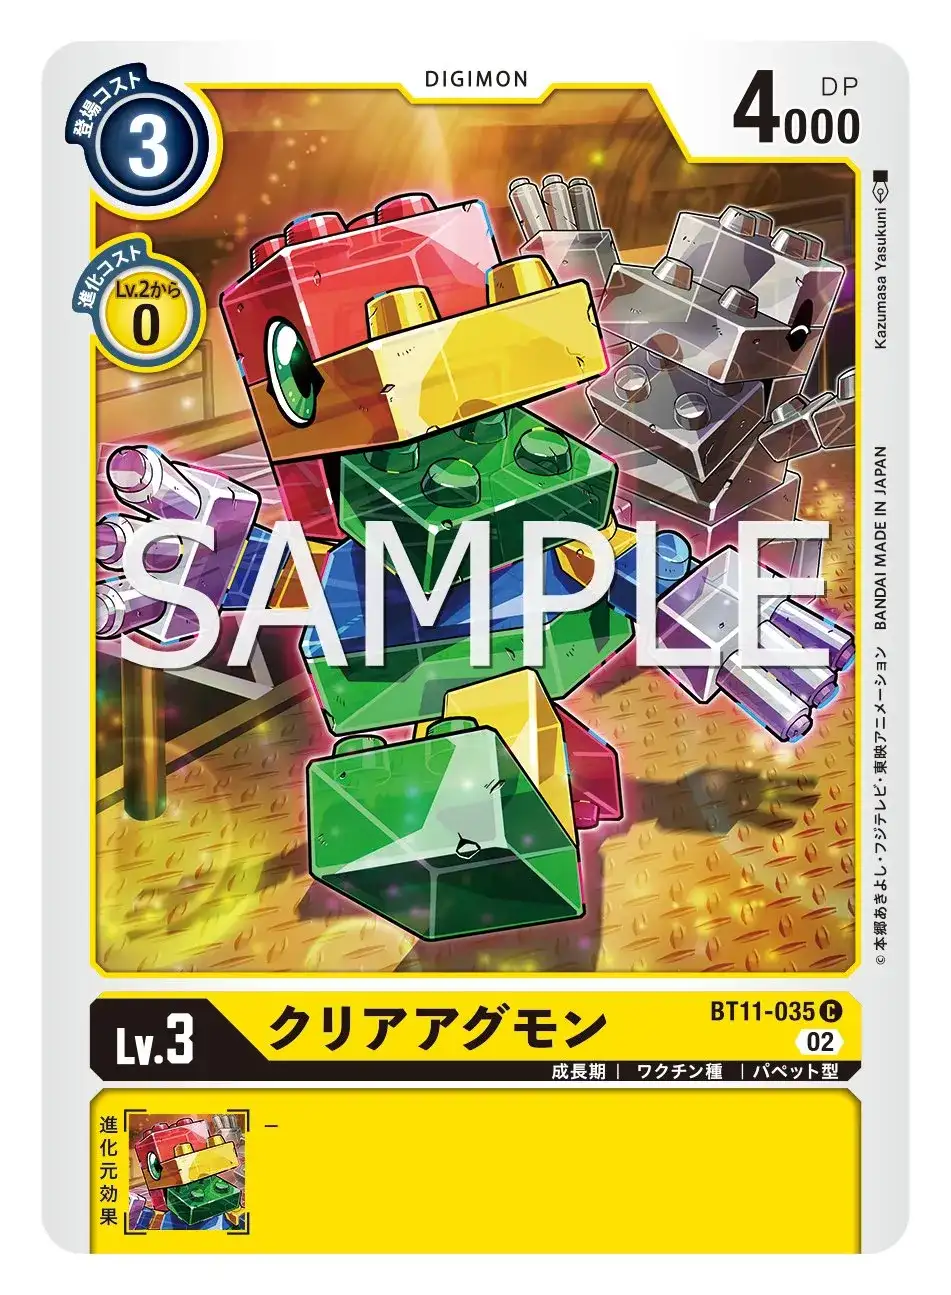 DIGIMON
登場コスト
3
DP
4000
進化コスト
Lv.2から
0
Kazumasa Yasukuni
SAMPLE
BANDAI MADE IN JAPAN
©本郷あきよし・フジテレビ・東映アニメーション
Lv.3
クリアアグモン
BT11-035 C
02
成長期 | ワクチン種 | パペット型
進化元効果
－